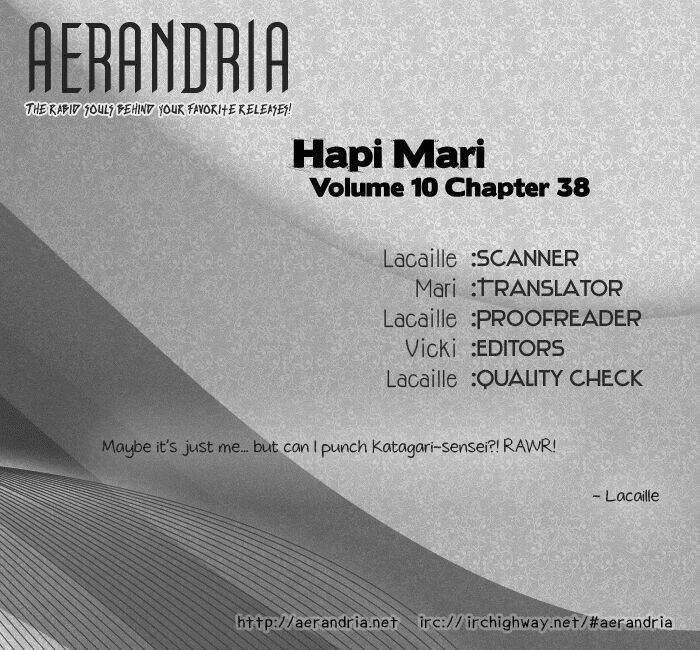 AERANDRIA
The rabid souls behind your favorite releases!
Hapi Mari
Volume 10 Chapter 38
Lacaille :SCANNER
Mari :TRANSLATOR
Lacaille :PROOFREADER
Vicki :EDITORS
Lacaille :QUALITY CHECK
Maybe it's just me... but can I punch Katagari-sensei?! RAWR!
~ Lacaille
http://aerandria.net irc://irchighway.net/#aerandria